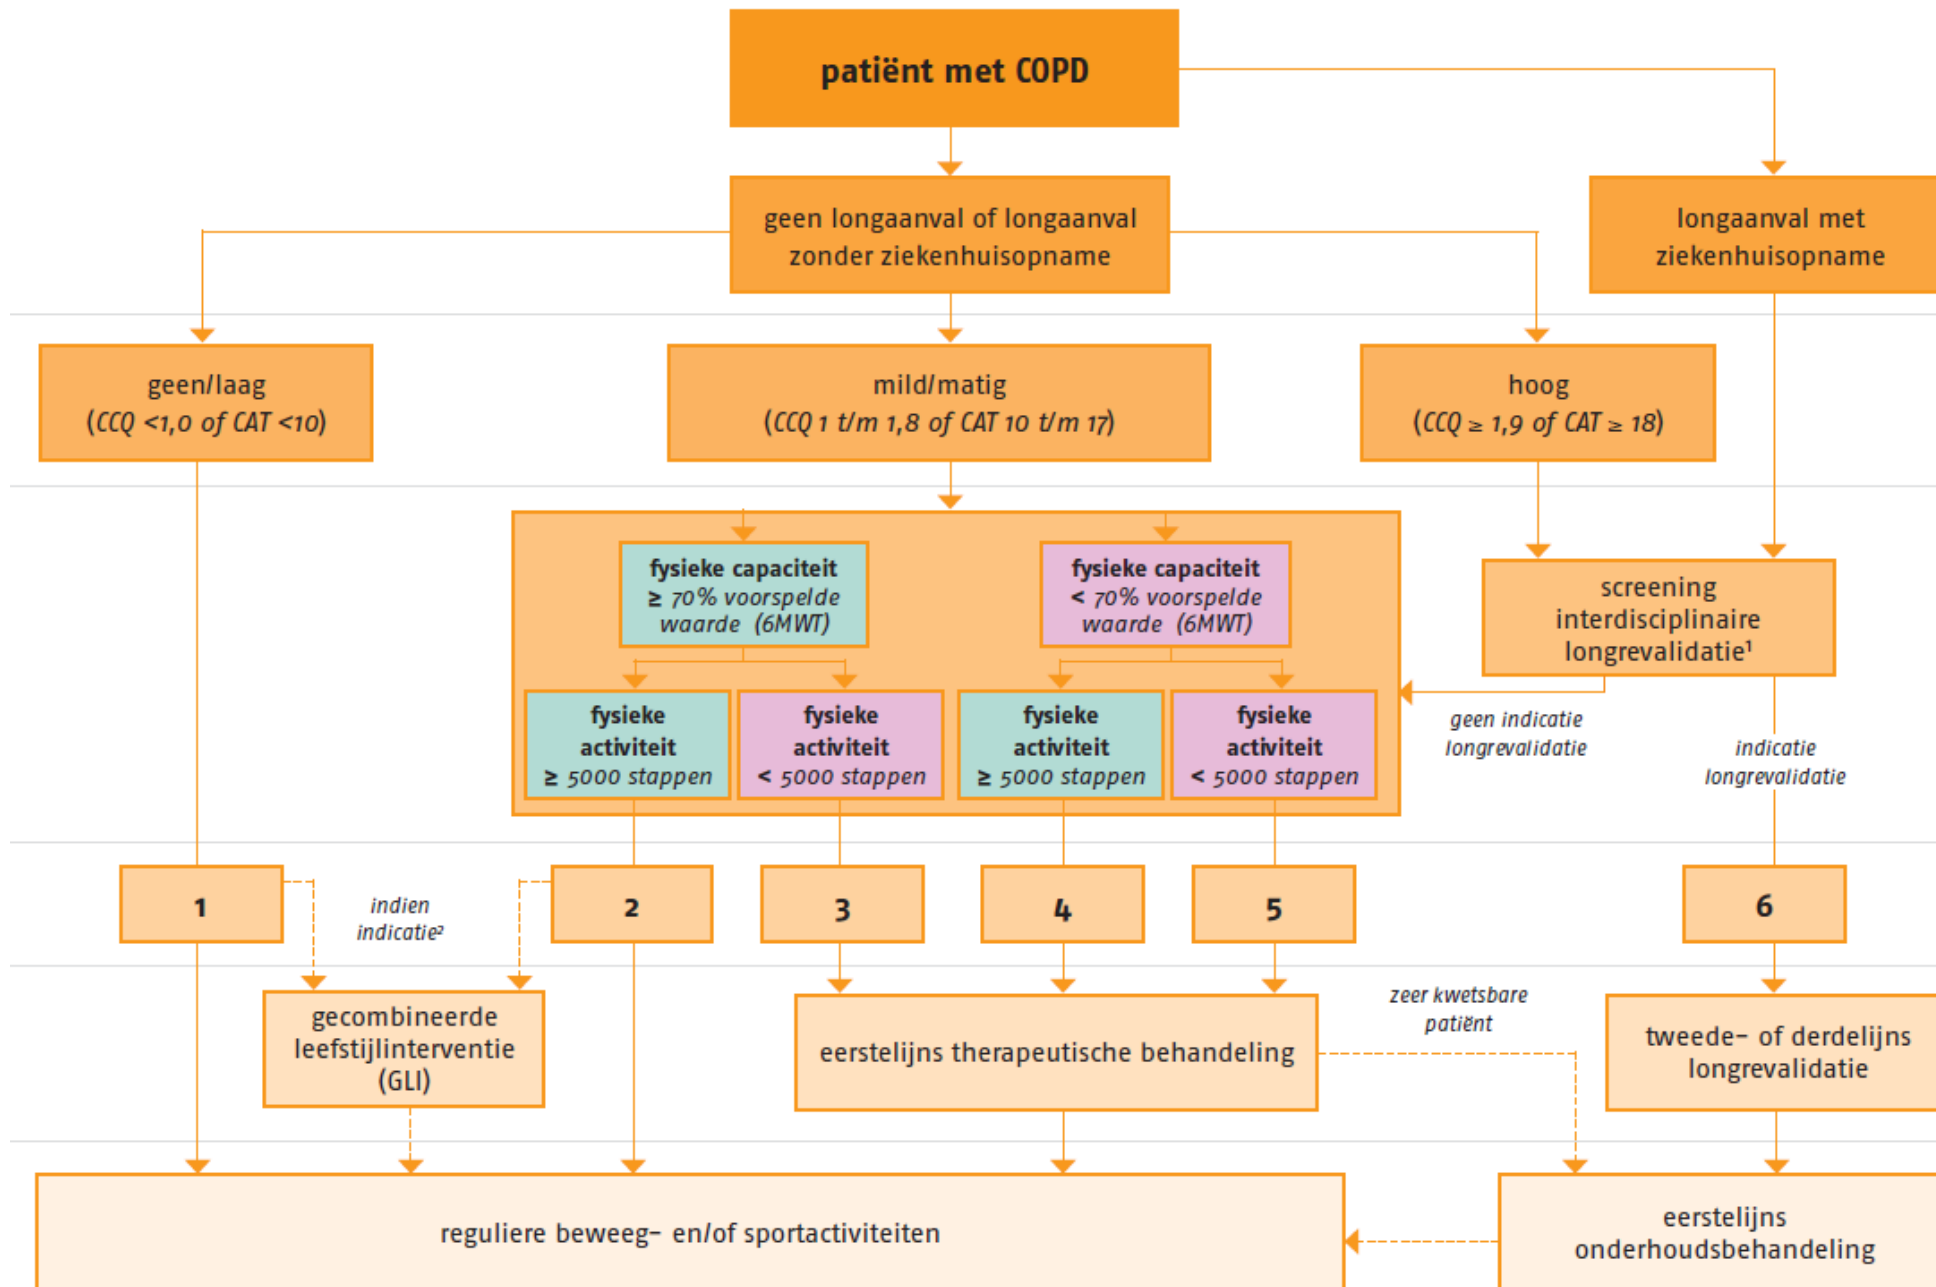 patiënt met COPD
geen longaanval of longaanval
zonder ziekenhuisopname
longaanval met
ziekenhuisopname
geen/laag
(CCQ <1,0 of CAT <10)
mild/matig
(CCQ 1 t/m 1,8 of CAT 10 t/m 17)
hoog
(CCQ ≥ 1,9 of CAT ≥ 18)
fysieke capaciteit
≥ 70% voorspelde
waarde (6MWT)
fysieke capaciteit
< 70% voorspelde
waarde (6MWT)
screening
interdisciplinaire
longrevalidatie¹
fysieke
activiteit
≥ 5000 stappen
fysieke
activiteit
< 5000 stappen
fysieke
activiteit
≥ 5000 stappen
fysieke
activiteit
< 5000 stappen
geen indicatie
longrevalidatie
indicatie
longrevalidatie
1
indien
indicatie²
2
3
4
5
6
gecombineerde
leefstijlinterventie
(GLI)
eerstelijns therapeutische behandeling
zeer kwetsbare
patiënt
tweede- of derdelijns
longrevalidatie
reguliere beweeg- en/of sportactiviteiten
eerstelijns
onderhoudsbehandeling